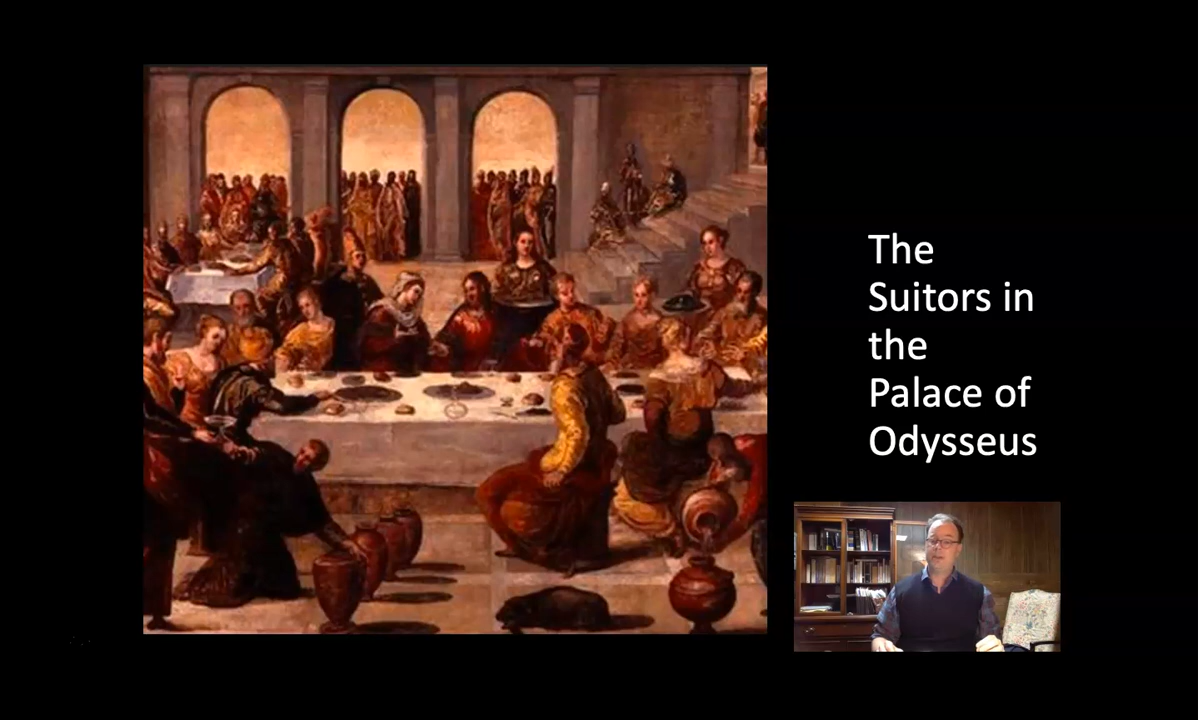 The
Suitors in
the
Palace of
Odysseus